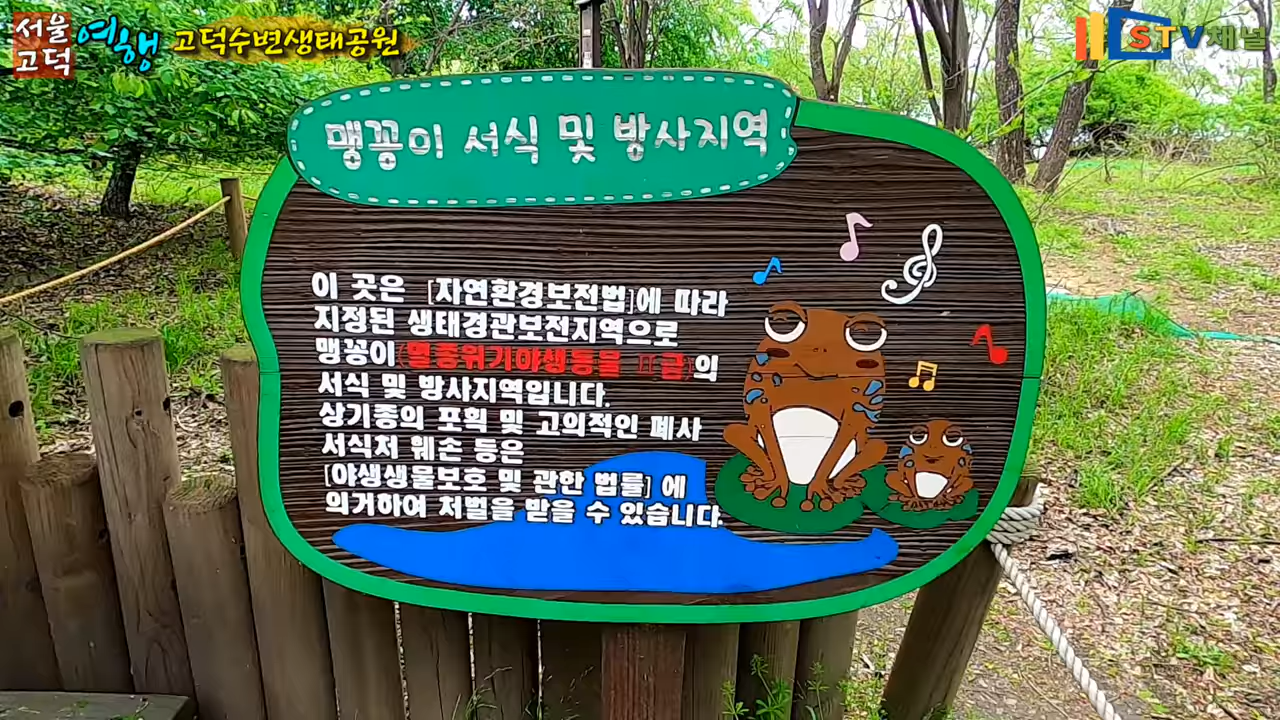 서울
고덕
여행
고덕수변생태공원
STV채널
맹꽁이 서식 및 방사지역
이 곳은 [자연환경보전법]에 따라
지정된 생태경관보전지역으로
맹꽁이(멸종위기야생동물 II급)의
서식 및 방사지역입니다.
상기종의 포획 및 고의적인 폐사
서식처 훼손 등은
[야생생물보호 및 관한 법률] 에
의거하여 처벌을 받을 수 있습니다.